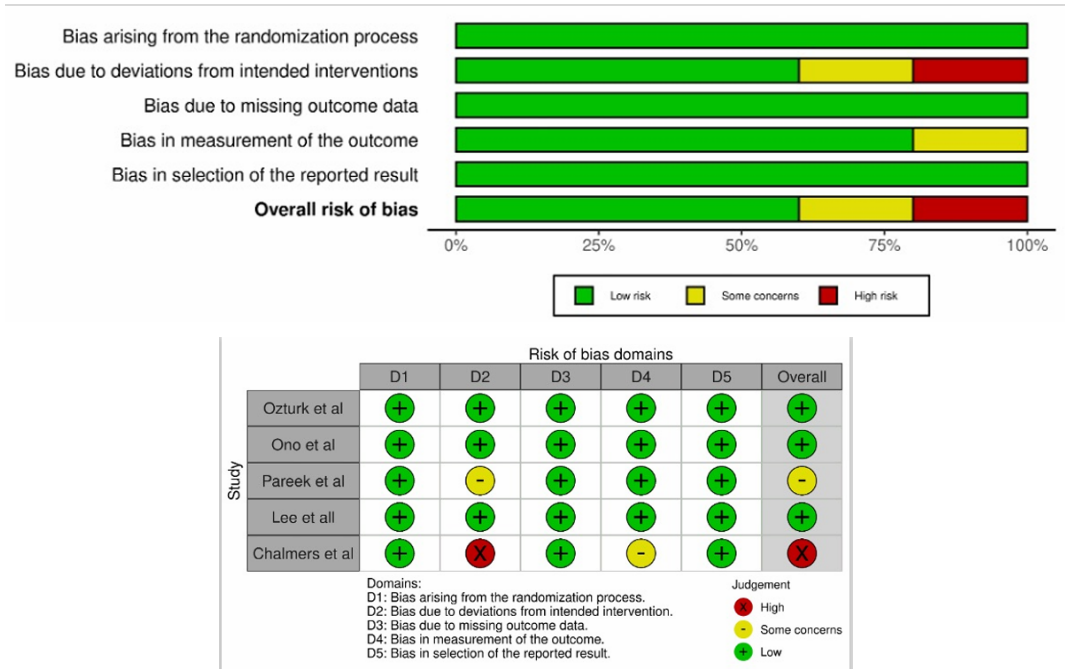 Bias arising from the randomization process
Bias due to deviations from intended interventions
Bias due to missing outcome data
Bias in measurement of the outcome
Bias in selection of the reported result
Overall risk of bias
0% 25% 50% 75% 100%
Low risk Some concerns High risk
Risk of bias domains
D1 D2 D3 D4 D5 Overall
Study
Ozturk et al + + + + + +
Ono et al + + + + + +
Pareek et al + - + + + -
Lee et all + + + + + +
Chalmers et al + X + - + X
Domains:
D1: Bias arising from the randomization process.
D2: Bias due to deviations from intended intervention.
D3: Bias due to missing outcome data.
D4: Bias in measurement of the outcome.
D5: Bias in selection of the reported result.
Judgement
X High
- Some concerns
+ Low